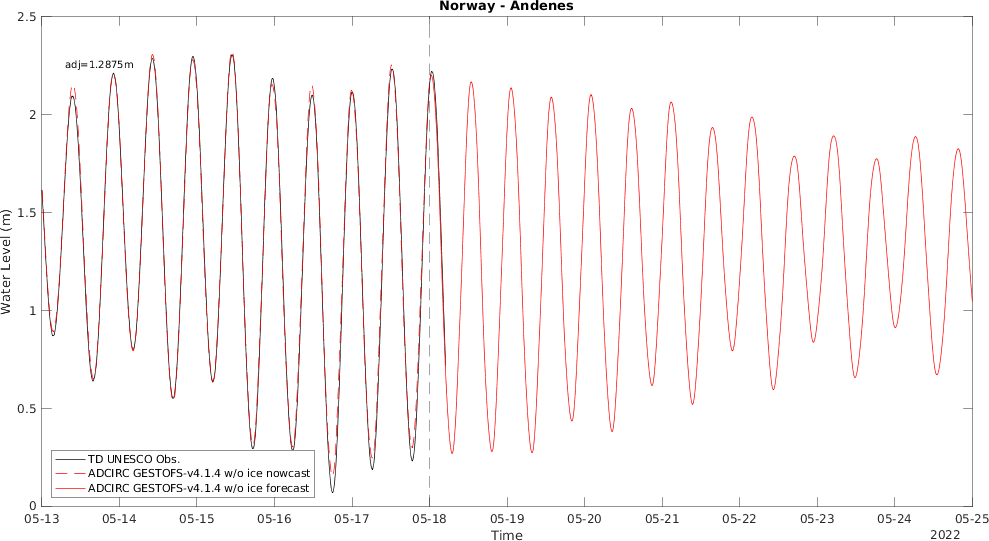 Norway - Andenes
2.5
adj=1.2875m
2
1.5
Water Level (m)
1
0.5
TD UNESCO Obs.
ADCIRC GESTOFS-v4.1.4 w/o ice nowcast
ADCIRC GESTOFS-v4.1.4 w/o ice forecast
0
05-13 05-14 05-15 05-16 05-17 05-18 05-19 05-20 05-21 05-22 05-23 05-24 05-25
Time
2022